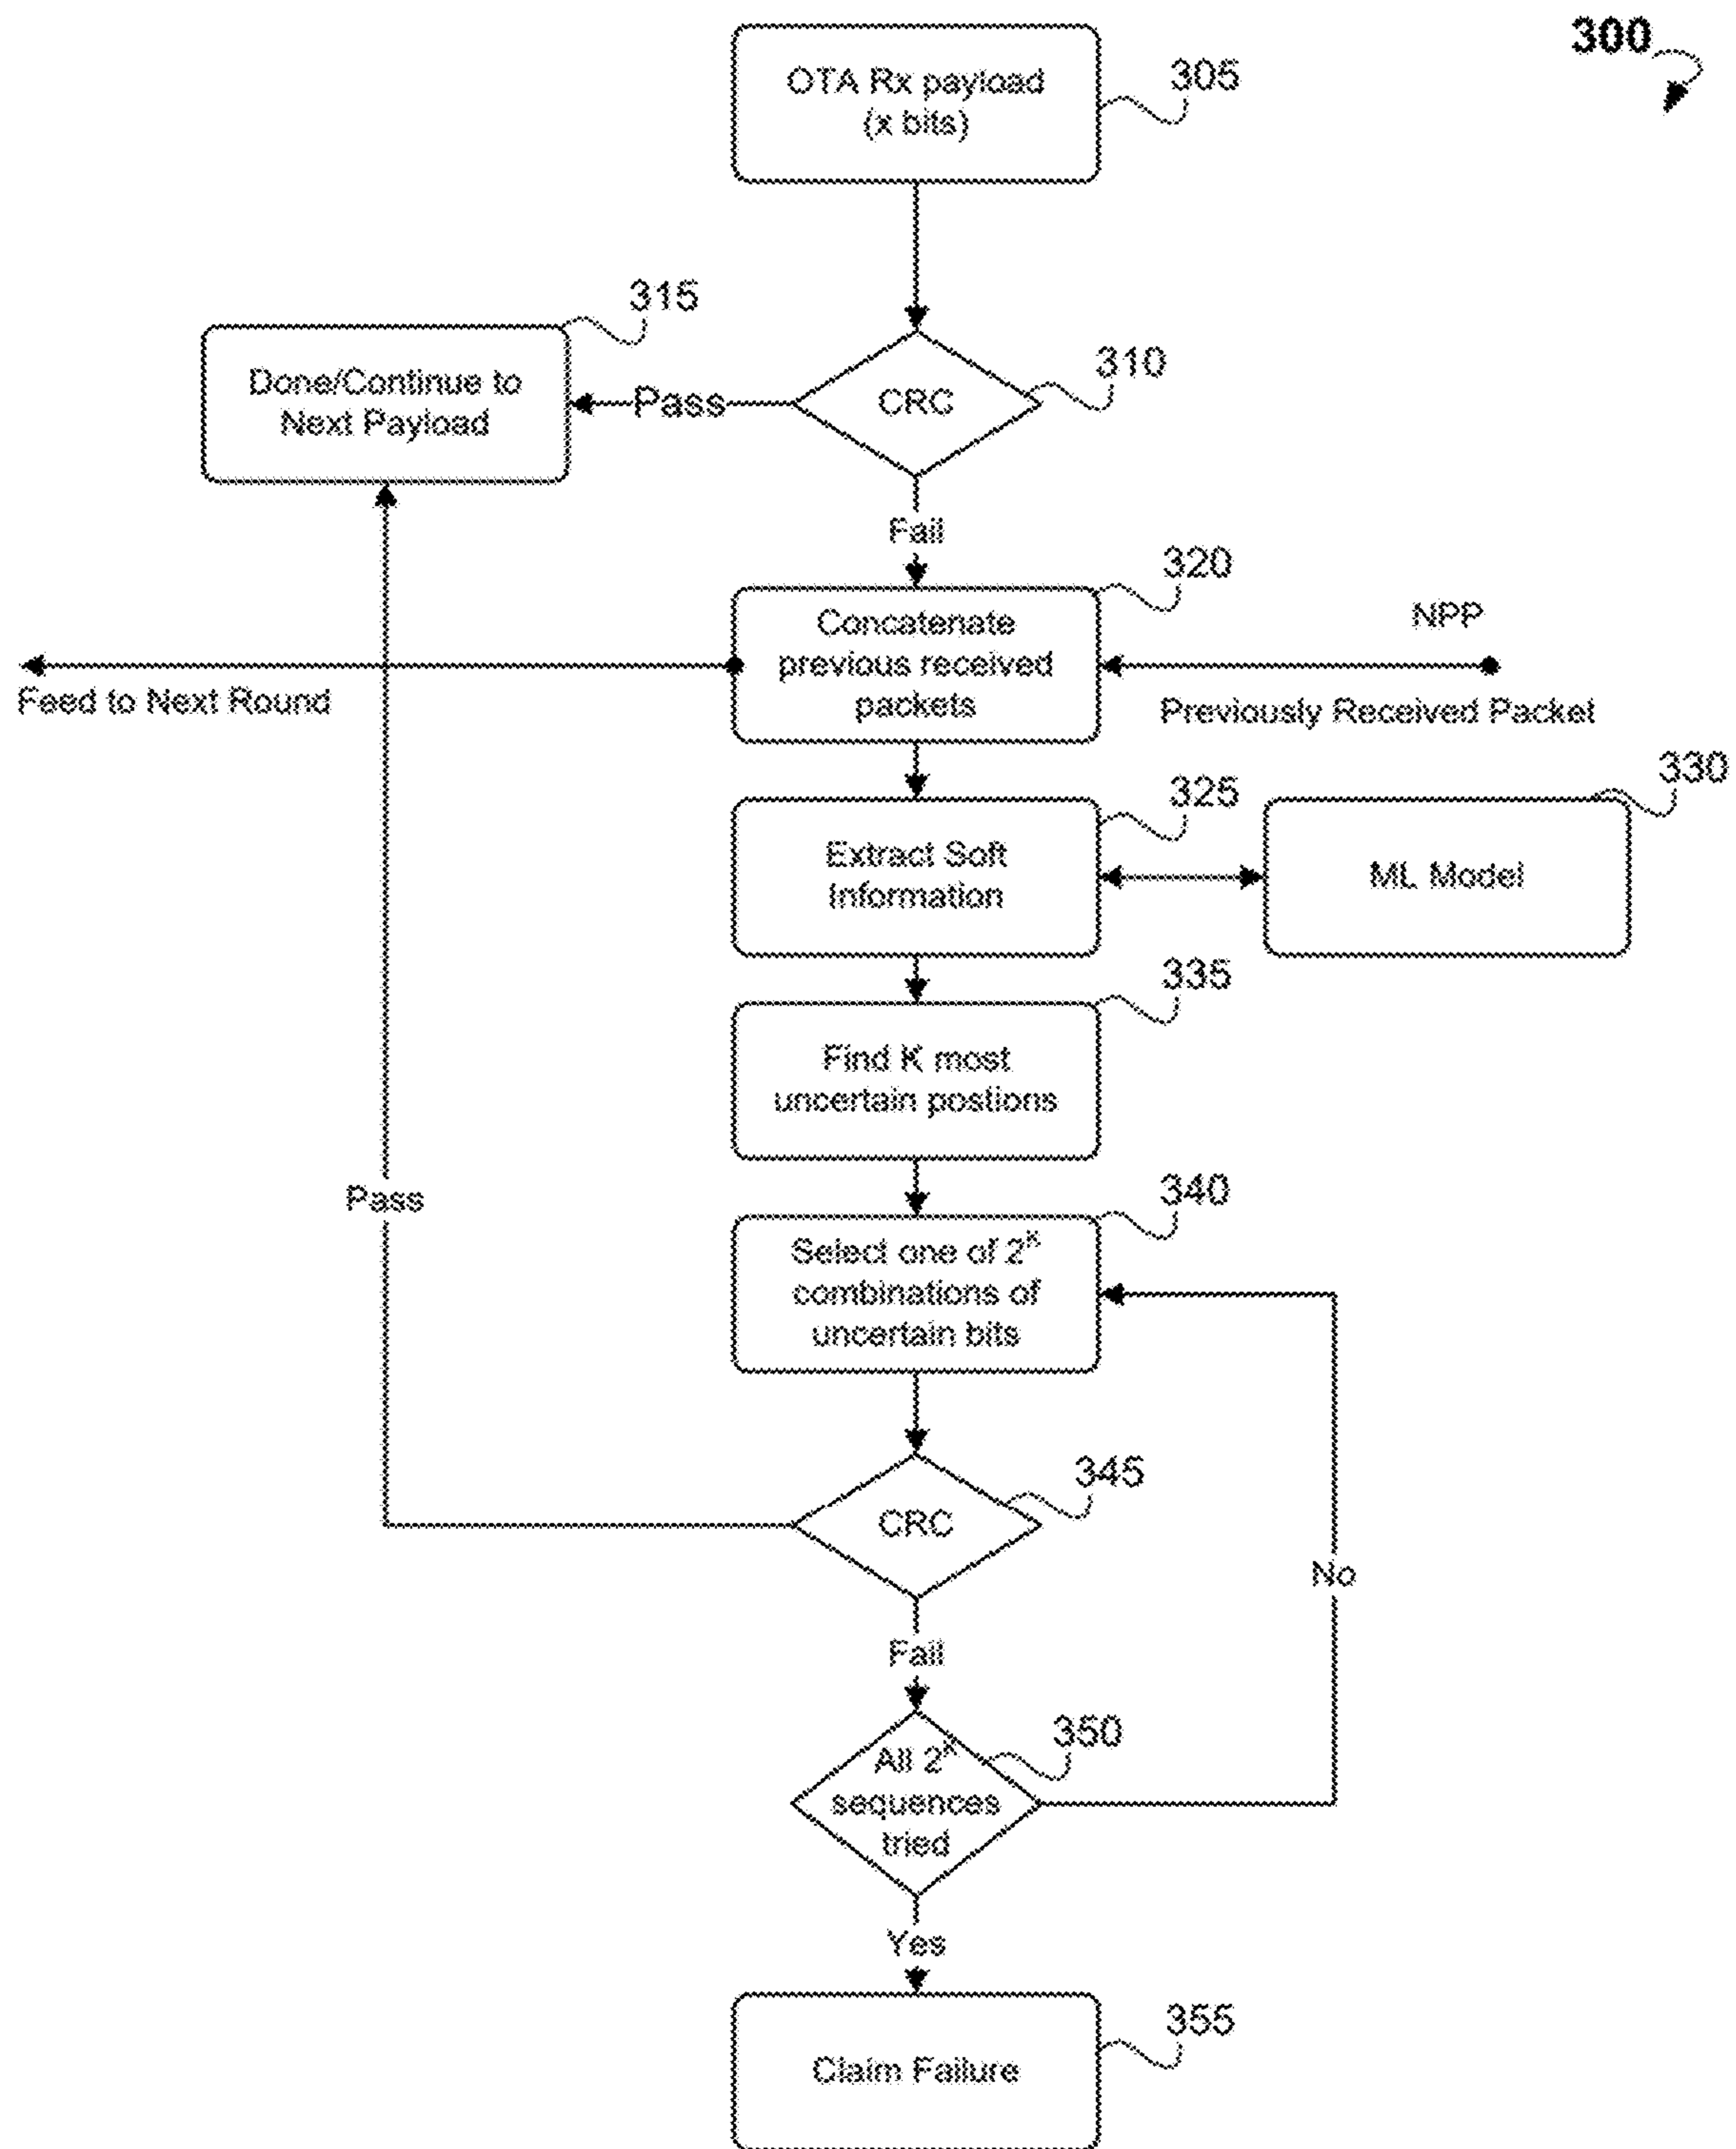 300
OTA Rx payload
(x bits)
305
315
Done/Continue to
Next Payload
Pass
CRC
310
Fail
320
Concatenate
previous received
packets
NPP
Feed to Next Round
Previously Received Packet
325
330
Extract Soft
Information
ML Model
335
Find K most
uncertain postions
Pass
340
Select one of 2^K
combinations of
uncertain bits
345
CRC
No
Fail
350
All 2^K
sequences
tried
Yes
355
Claim Failure